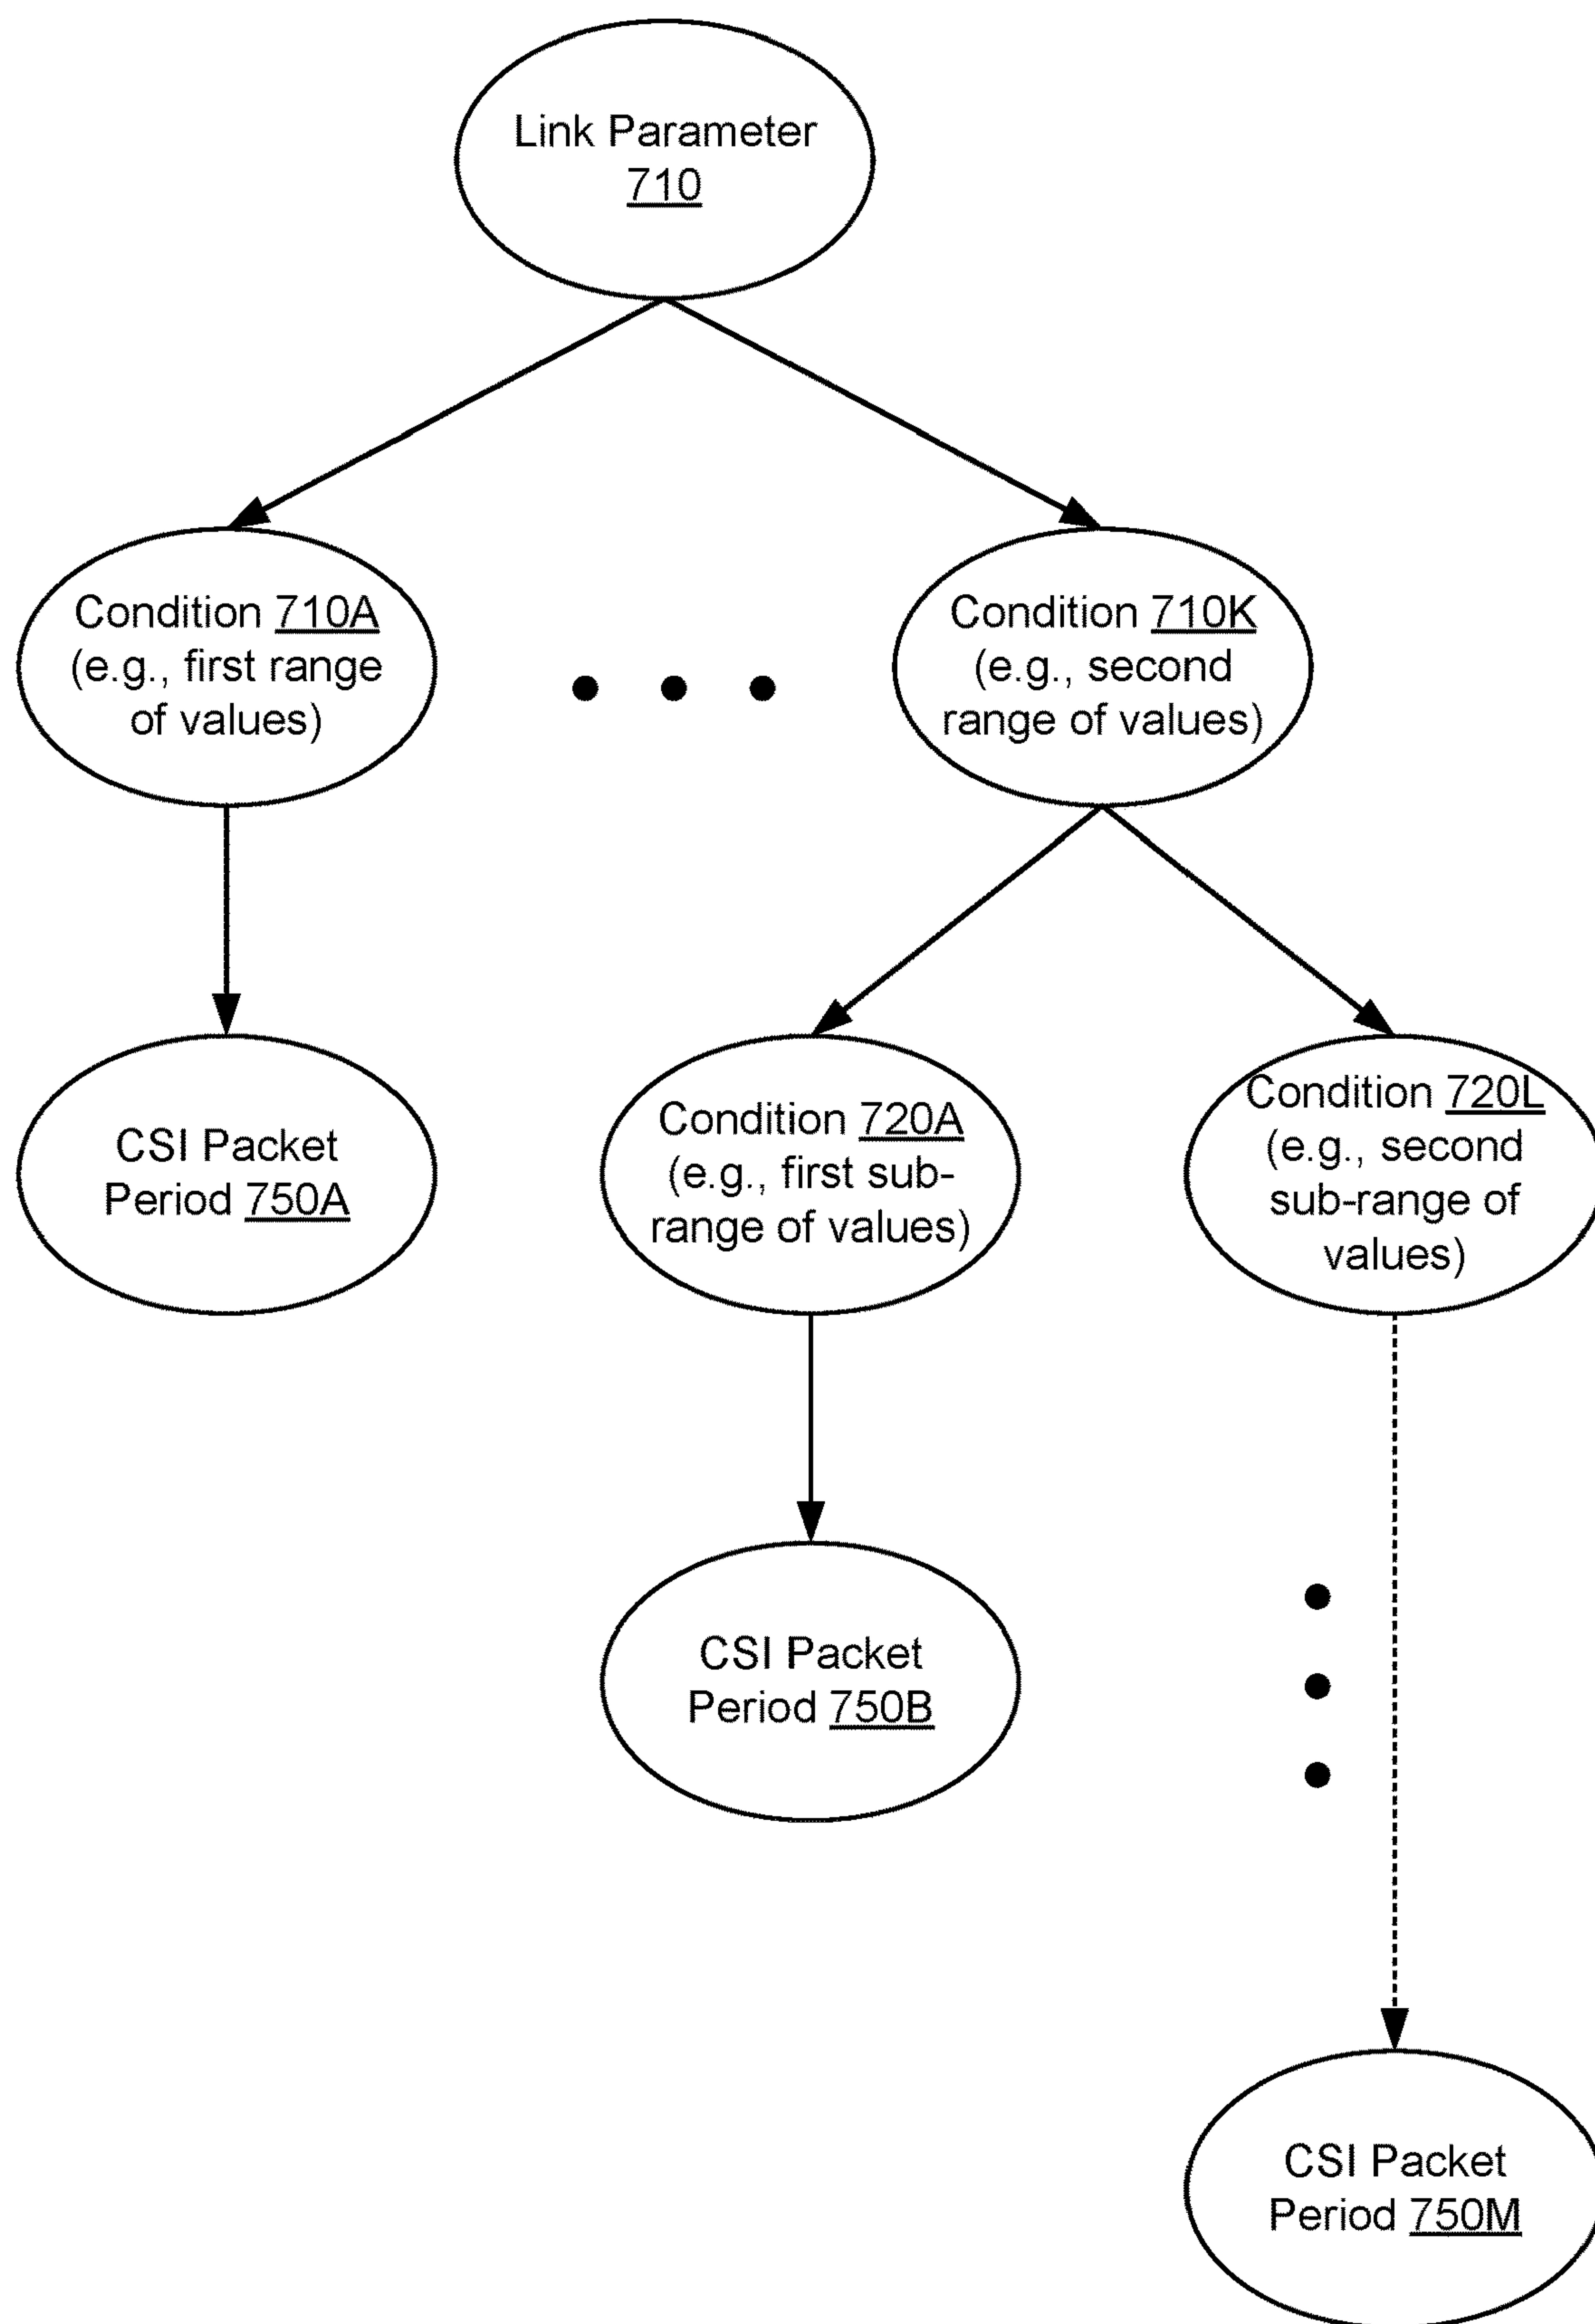 Link Parameter
710
Condition 710A
(e.g., first range
of values)
Condition 710K
(e.g., second
range of values)
CSI Packet
Period 750A
Condition 720A
(e.g., first sub-
range of values)
Condition 720L
(e.g., second
sub-range of
values)
CSI Packet
Period 750B
CSI Packet
Period 750M